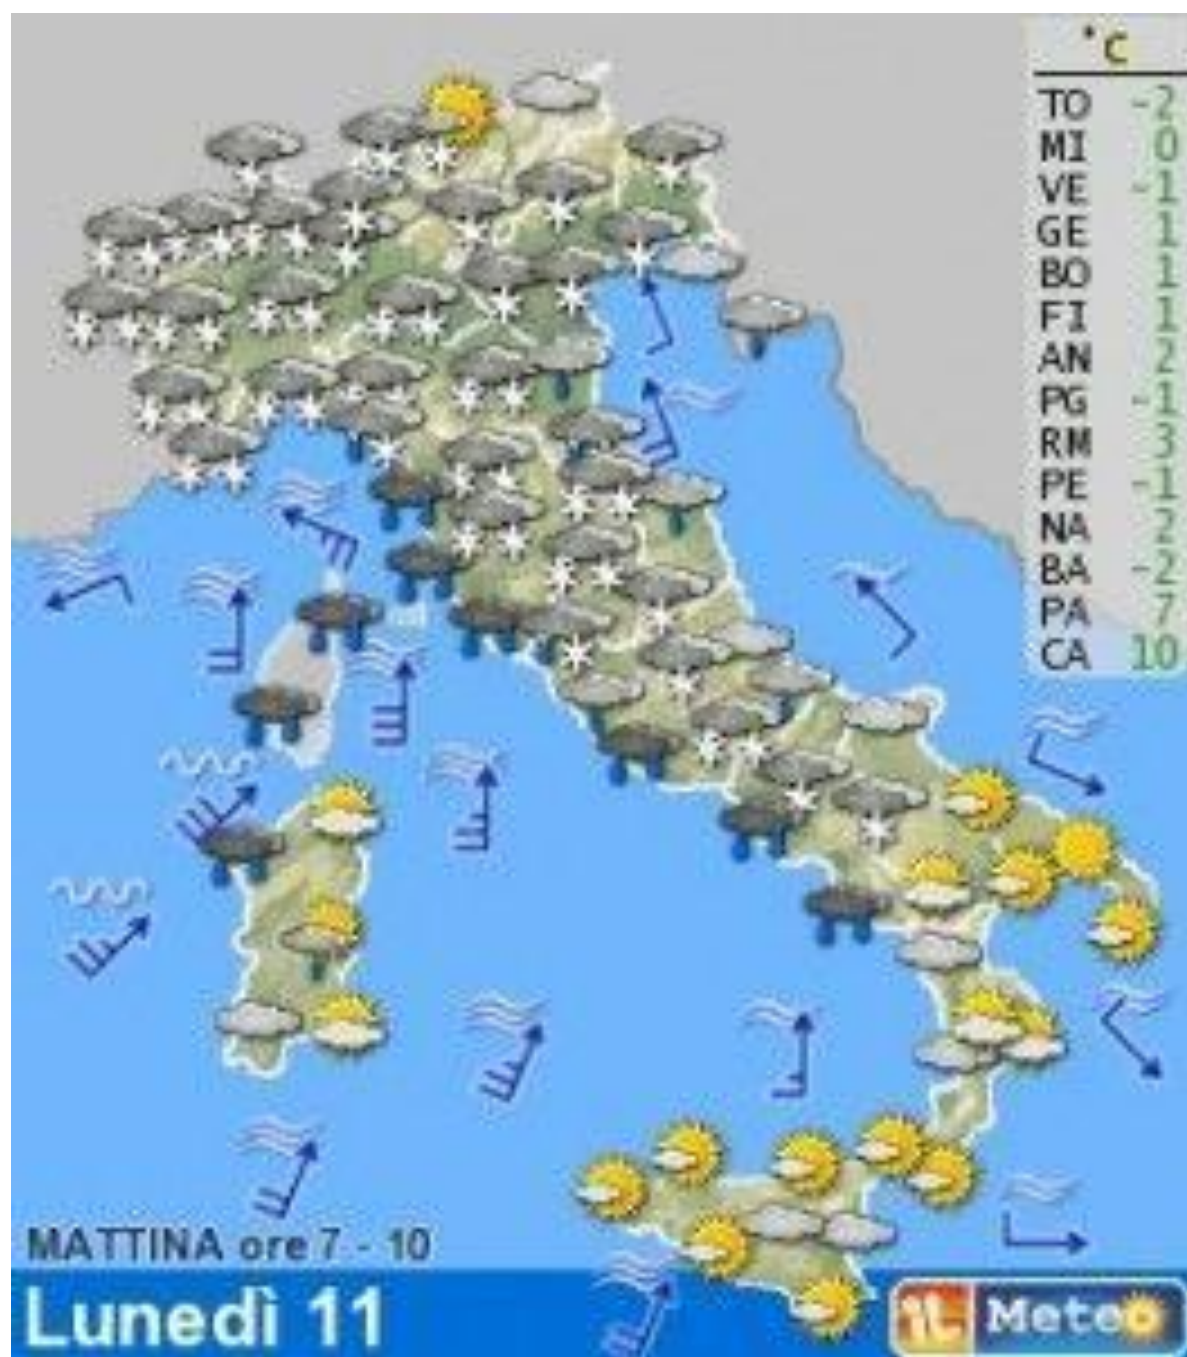 °C
TO -2
MI 0
VE -1
GE 1
BO 1
FI 1
AN 2
PG -1
RM 3
PE -1
NA 2
BA -2
PA 7
CA 10
MATTINA ore 7 - 10
Lunedì 11
it Meteo